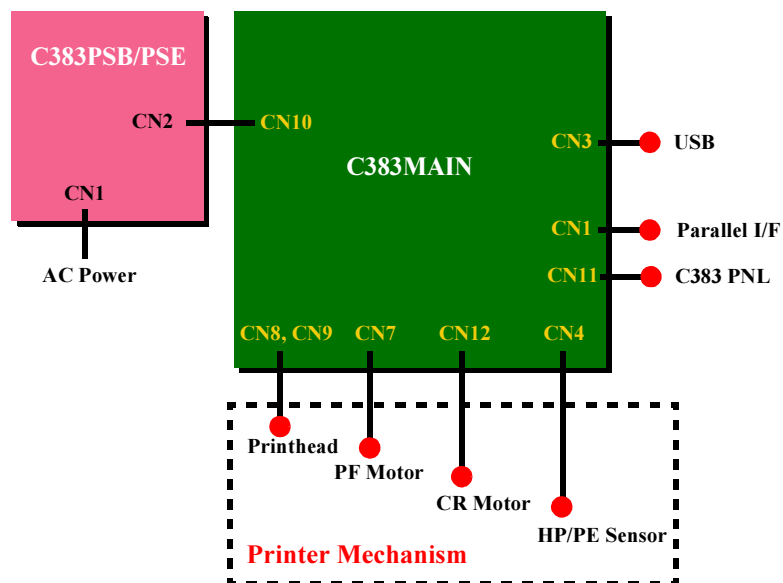 C383PSB/PSE
CN2
CN10
CN1
AC Power
C383MAIN
CN3
USB
CN1
Parallel I/F
CN11
C383 PNL
CN8, CN9
CN7
CN12
CN4
Printhead
PF Motor
CR Motor
HP/PE Sensor
Printer Mechanism